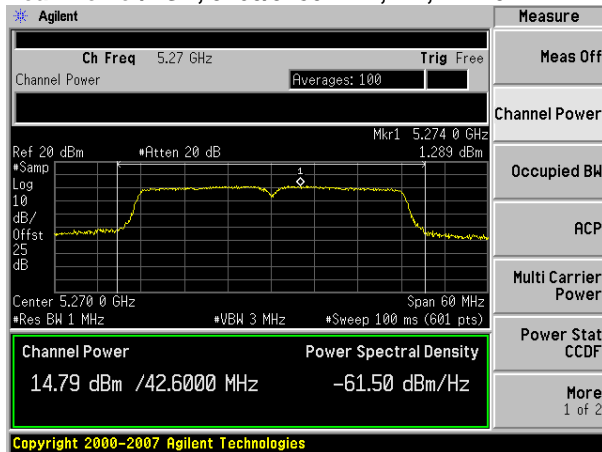 Agilent
Measure
Ch Freq 5.27 GHz Trig Free
Channel Power Averages: 100
Meas Off
Channel Power
Occupied BW
ACP
Multi Carrier
Power
Power Stat
CCDF
More
1 of 2
Mkr1 5.274 0 GHz
Ref 20 dBm #Atten 20 dB 1.289 dBm
#Samp
Log
10
dB/
Offst
25
dB
1
Center 5.270 0 GHz Span 60 MHz
#Res BW 1 MHz #VBW 3 MHz #Sweep 100 ms (601 pts)
Channel Power Power Spectral Density
14.79 dBm /42.6000 MHz -61.50 dBm/Hz
Copyright 2000-2007 Agilent Technologies